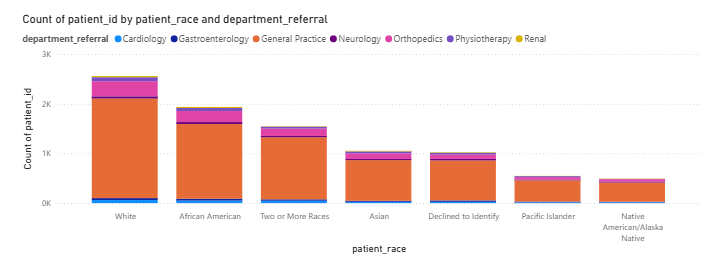 Count of patient_id by patient_race and department_referral
department_referral Cardiology Gastroenterology General Practice Neurology Orthopedics Physiotherapy Renal
3K
2K
1K
0K
Count of patient_id
White African American Two or More Races Asian Declined to Identify Pacific Islander Native
American/Alaska
Native
patient_race